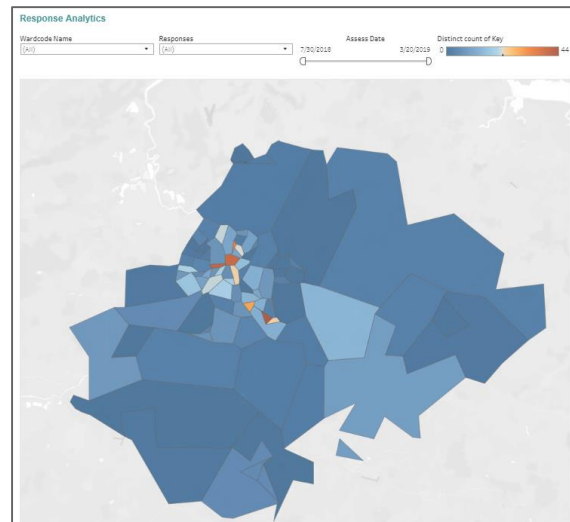 Response Analytics
Wardcode Name
Responses
Assess Date
Distinct count of Key
(All)
(All)
7/30/2018
3/20/2019
0
44